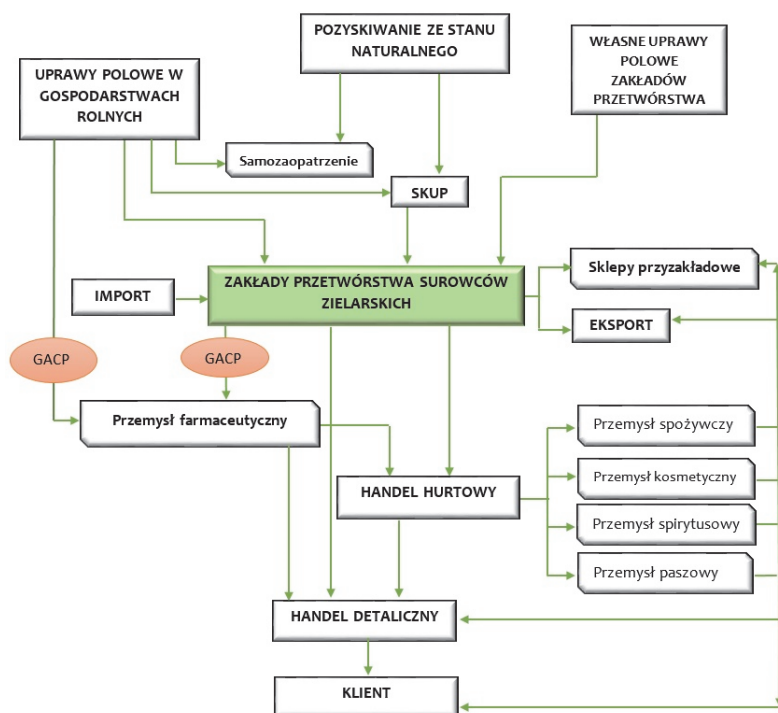 POZYSKIWANIE ZE STANU
NATURALNEGO
WŁASNE UPRAWY
POLOWE
ZAKŁADÓW
PRZETWÓRSTWA
UPRAWY POLOWE W
GOSPODARSTWACH
ROLNYCH
Samozaopatrzenie
SKUP
IMPORT
ZAKŁADY PRZETWÓRSTWA SUROWCÓW
ZIELARSKICH
Sklepy przyzakładowe
EKSPORT
GACP
GACP
Przemysł farmaceutyczny
HANDEL HURTOWY
Przemysł spożywczy
Przemysł kosmetyczny
Przemysł spirytusowy
Przemysł paszowy
HANDEL DETALICZNY
KLIENT